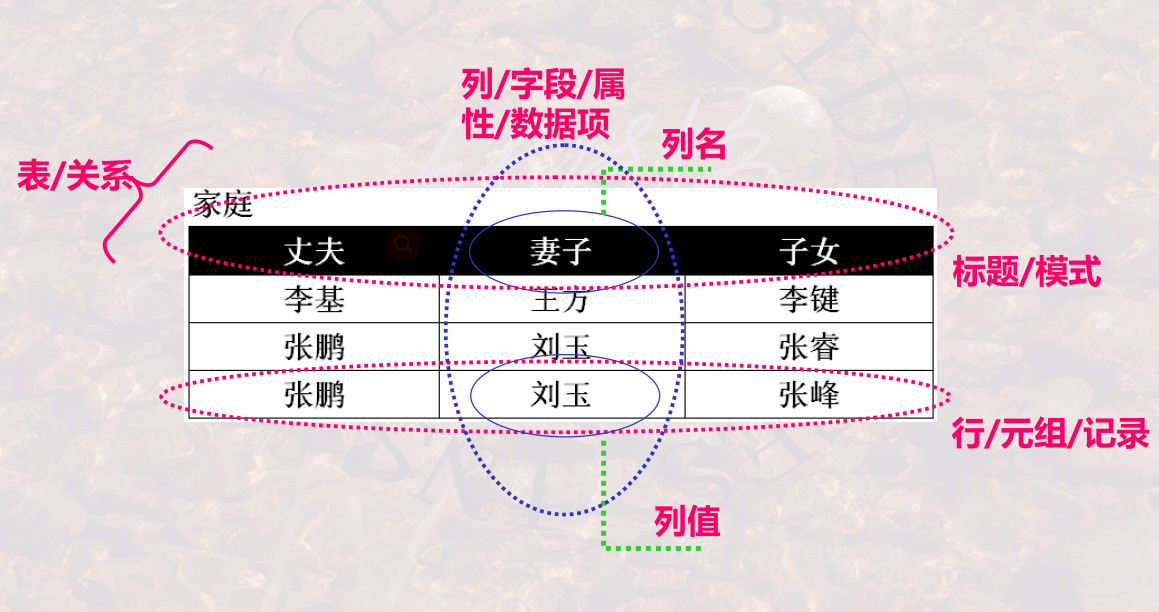 列/字段/属
性/数据项
列名
表/关系
家庭
丈夫 妻子 子女
标题/模式
李基 王方 李键
张鹏 刘玉 张睿
张鹏 刘玉 张峰
行/元组/记录
列值